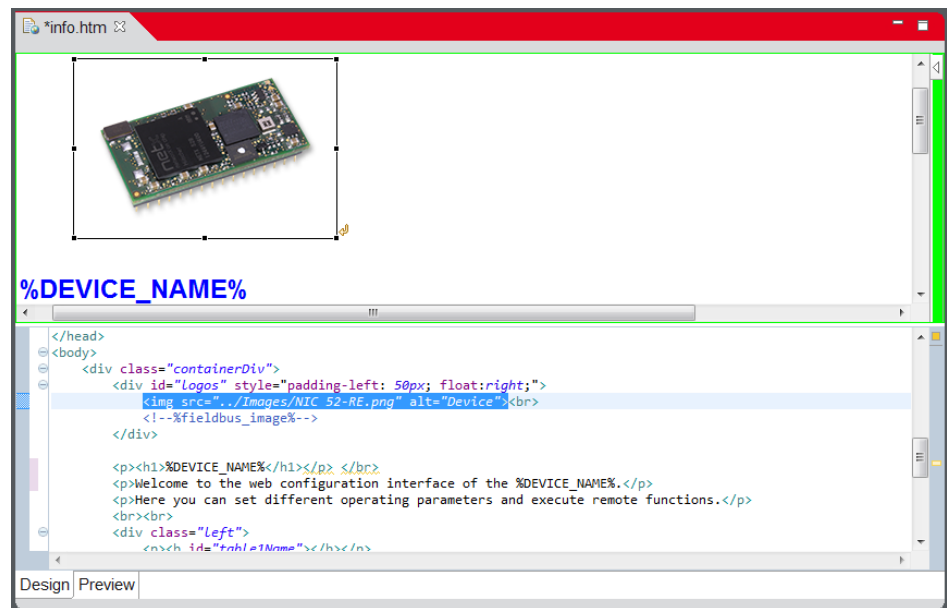 *info.htm
netX
%DEVICE_NAME%
</head>
<body>
<div class="containerDiv">
<div id="logos" style="padding-left: 50px; float:right;">
<img src="../Images/NIC 52-RE.png" alt="Device"><br>
<!--%fieldbus_image%-->
</div>
<p><h1>%DEVICE_NAME%</h1></p> </br>
<p>Welcome to the web configuration interface of the %DEVICE_NAME%.</p>
<p>Here you can set different operating parameters and execute remote functions.</p>
<br><br>
<div class="left">
<p><b id="table1Name"></b></p>
Design Preview